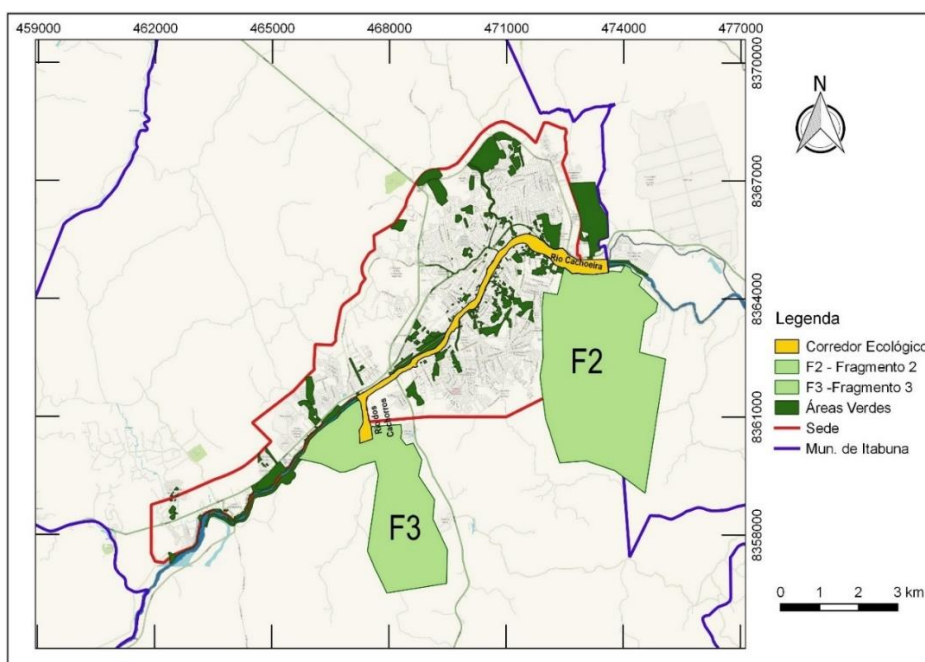 459000 462000 465000 468000 471000 474000 477000
8370000
8367000
8364000
8361000
8358000
N
Rio Cachoeira
F2
F3
Cachorros
Legenda
Corredor Ecológico
F2 - Fragmento 2
F3 -Fragmento 3
Áreas Verdes
Sede
Mun. de Itabuna
0 1 2 3 km